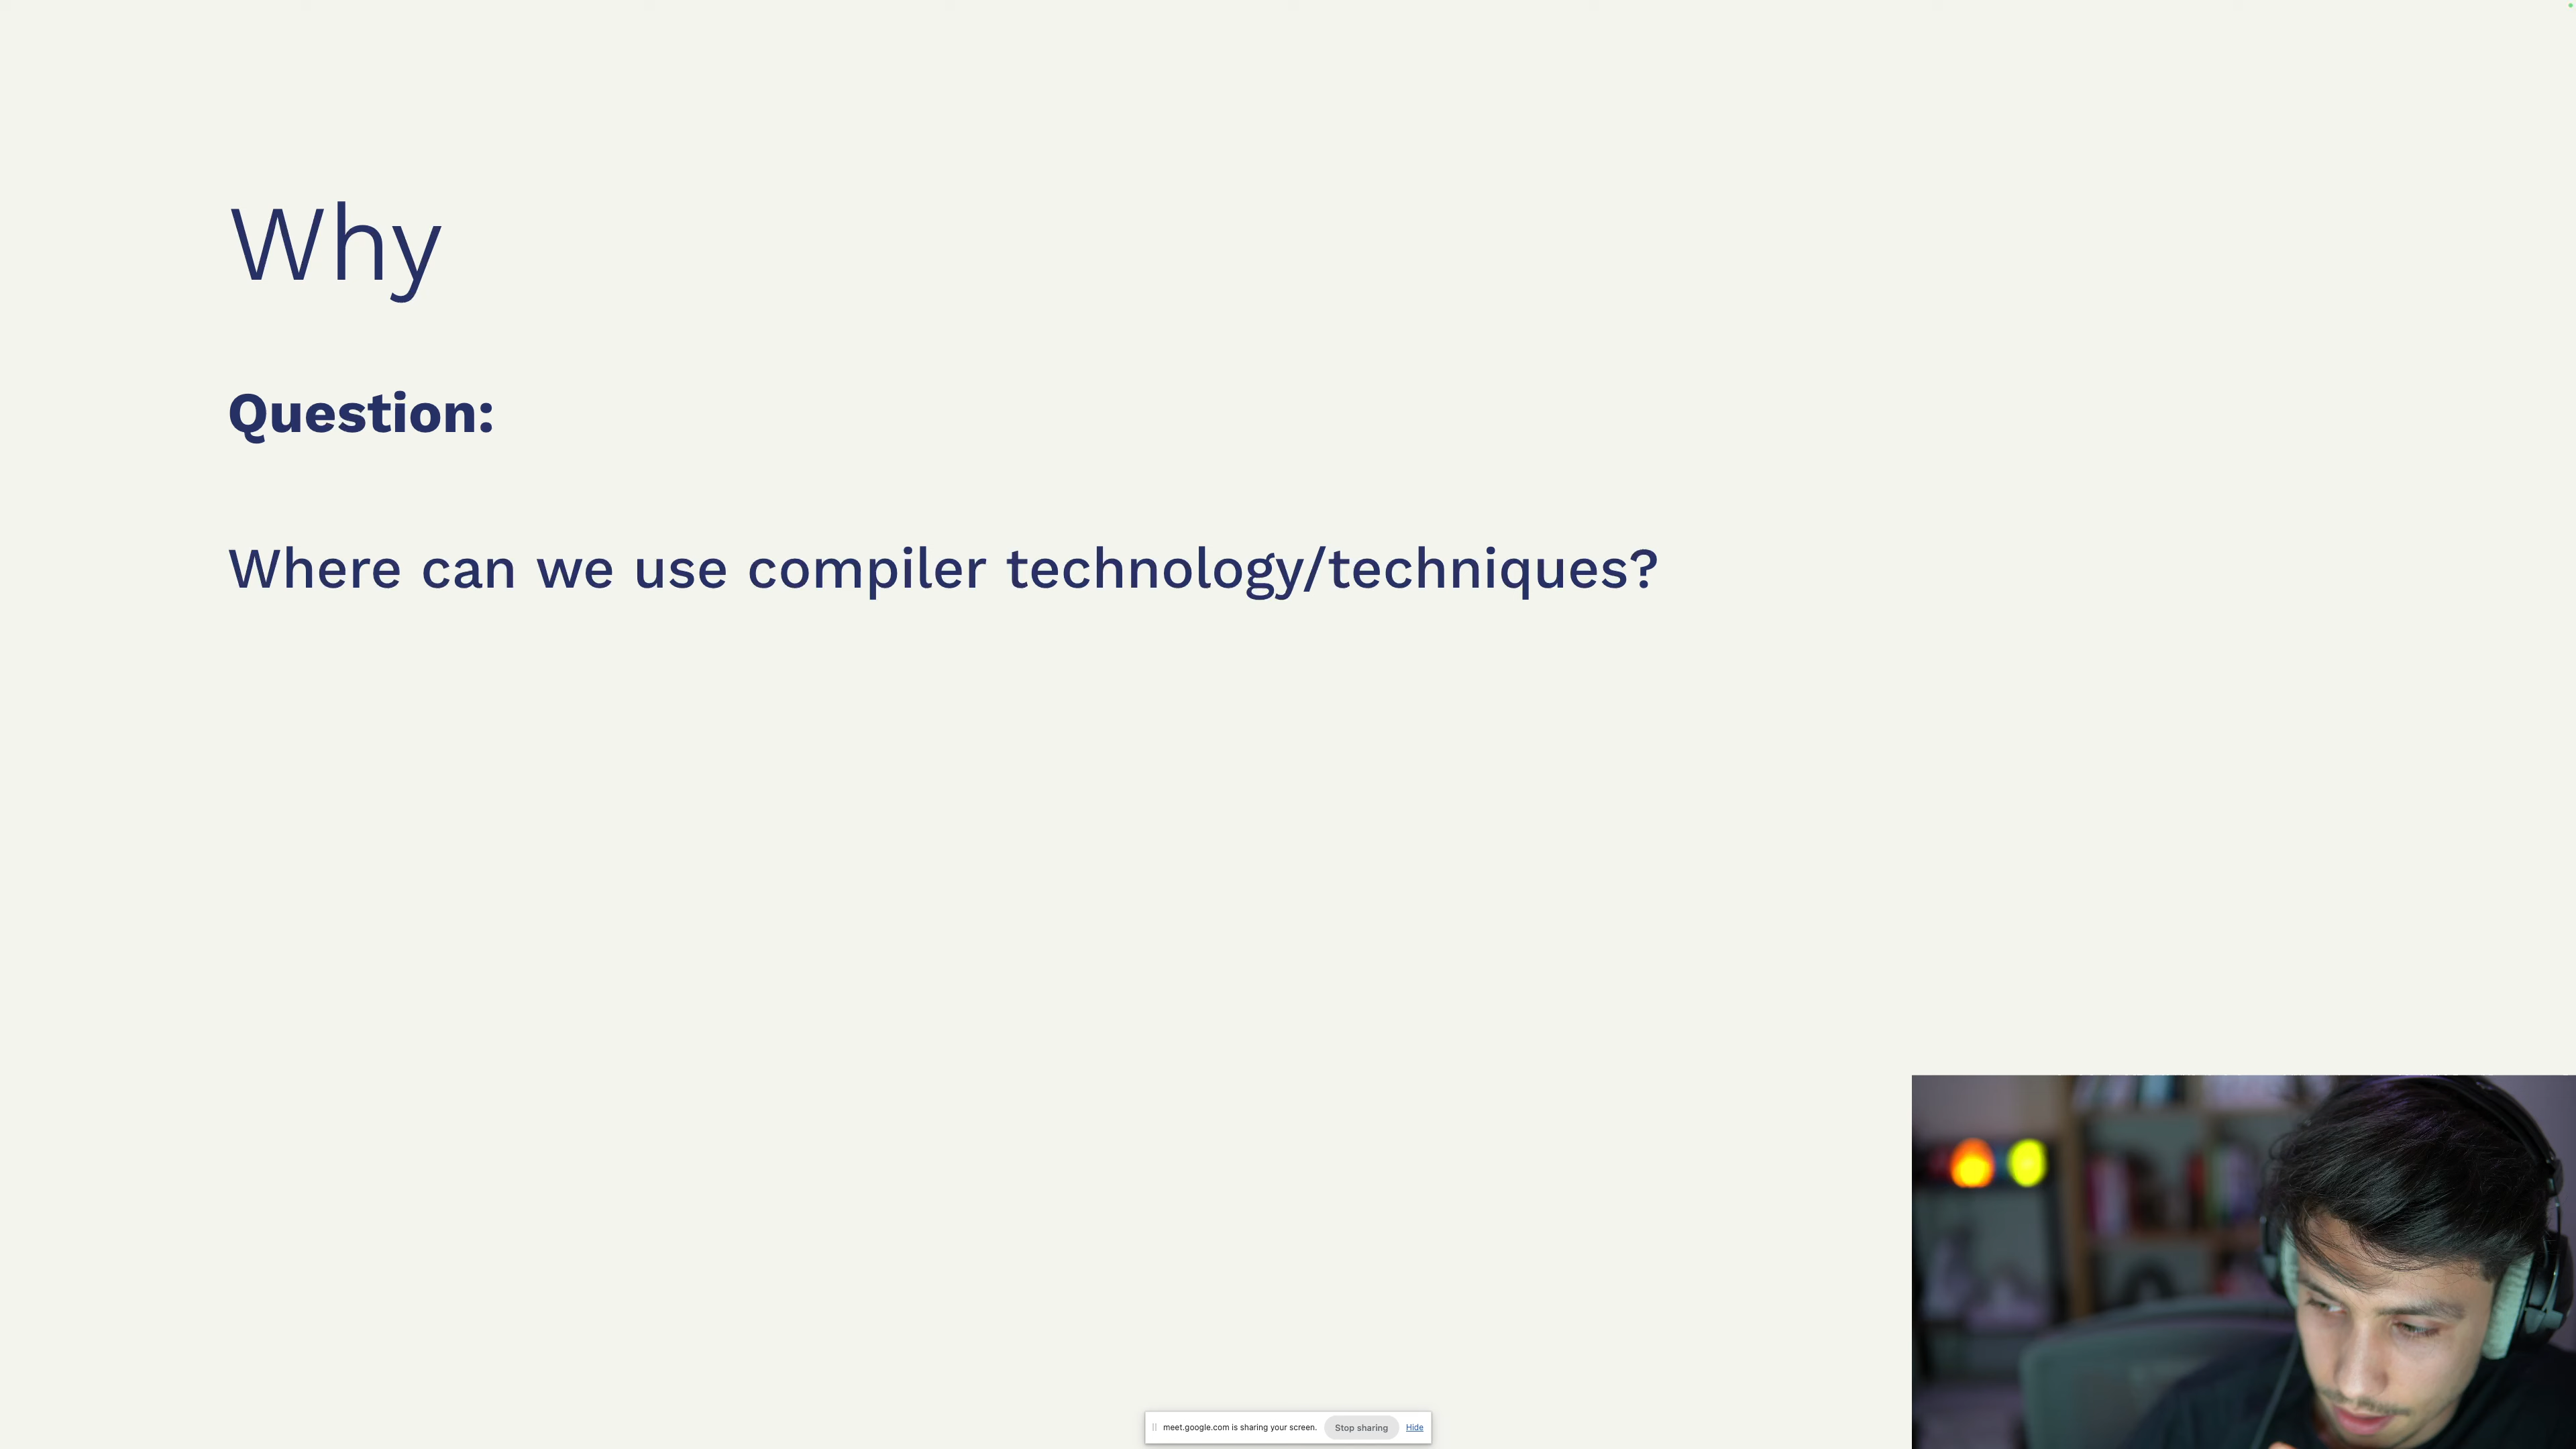 Why
Question:
Where can we use compiler technology/techniques?
meet.google.com is sharing your screen. Stop sharing Hide